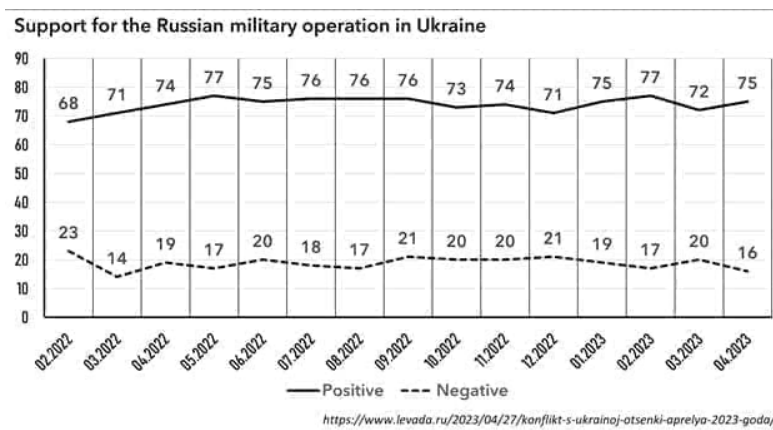 Support for the Russian military operation in Ukraine
90
80
70
60
50
40
30
20
10
0
68 71 74 77 75 76 76 76 73 74 71 75 77 72 75
23 14 19 17 20 18 17 21 20 20 21 19 17 20 16
02.2022 03.2022 04.2022 05.2022 06.2022 07.2022 08.2022 09.2022 10.2022 11.2022 12.2022 01.2023 02.2023 03.2023 04.2023
Positive Negative
https://www.levada.ru/2023/04/27/konflikt-s-ukrainoj-otsenki-aprelya-2023-goda/